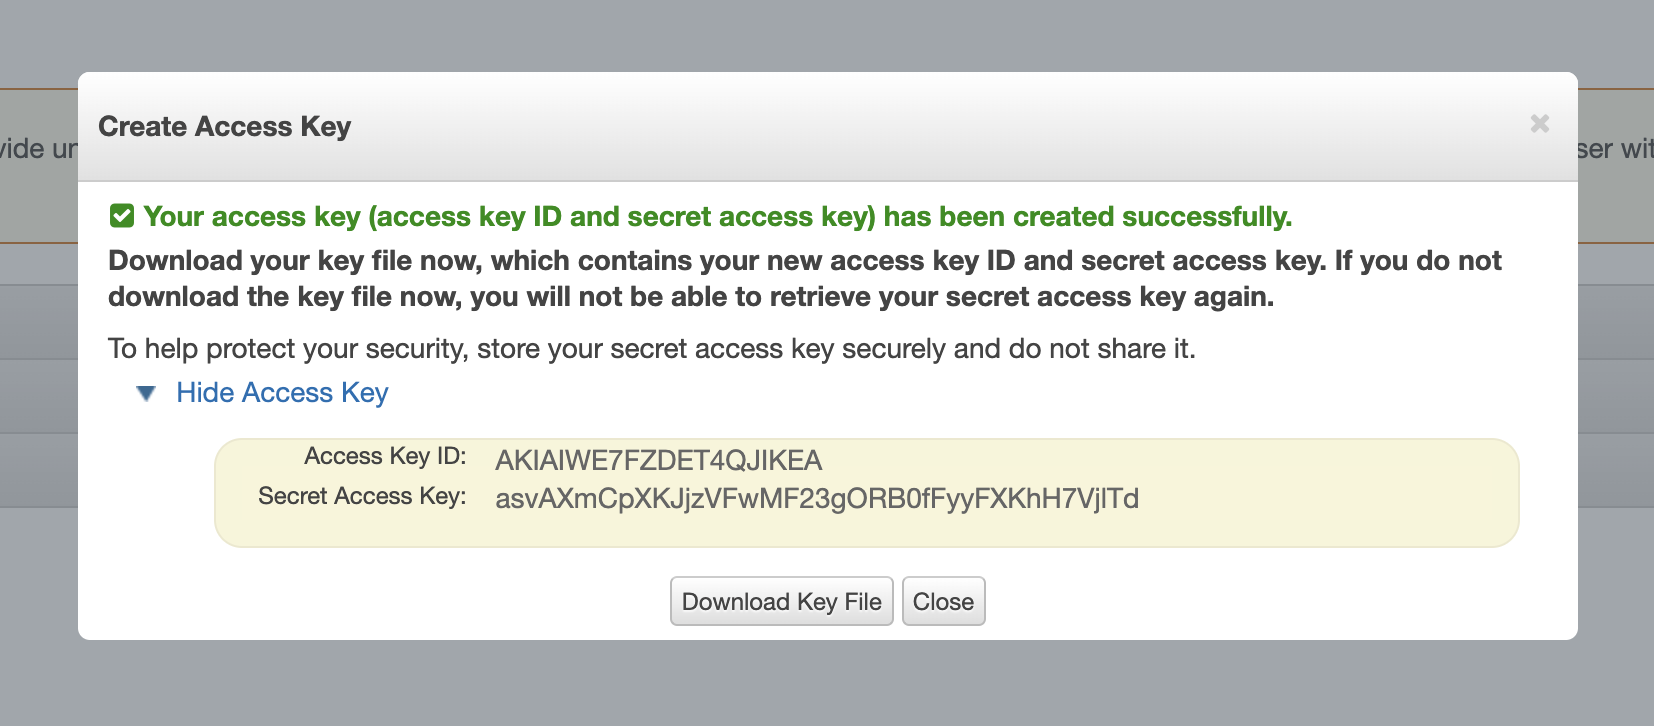 Create Access Key
Your access key (access key ID and secret access key) has been created successfully.
Download your key file now, which contains your new access key ID and secret access key. If you do not
download the key file now, you will not be able to retrieve your secret access key again.
To help protect your security, store your secret access key securely and do not share it.
Hide Access Key
Access Key ID: AKIAIWE7FZDET4QJIKEA
Secret Access Key: asvAXmCpXKJjzVFwMF23gORB0fFyyFXKhH7VjlTd
Download Key File Close